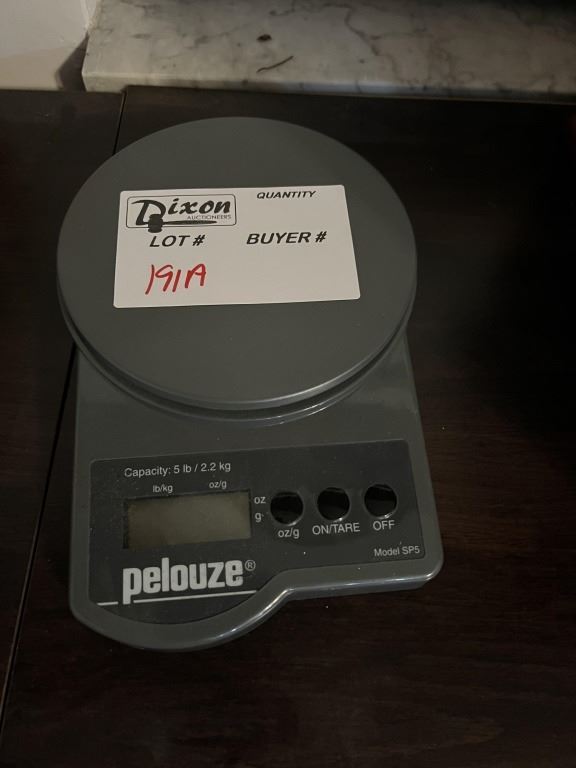 Dixon
AUCTIONEERS
QUANTITY
LOT # BUYER #
191A
Capacity: 5 lb / 2.2 kg
lb/kg oz/g
oz
g
oz/g ON/TARE OFF
Model SP5
pelouze®